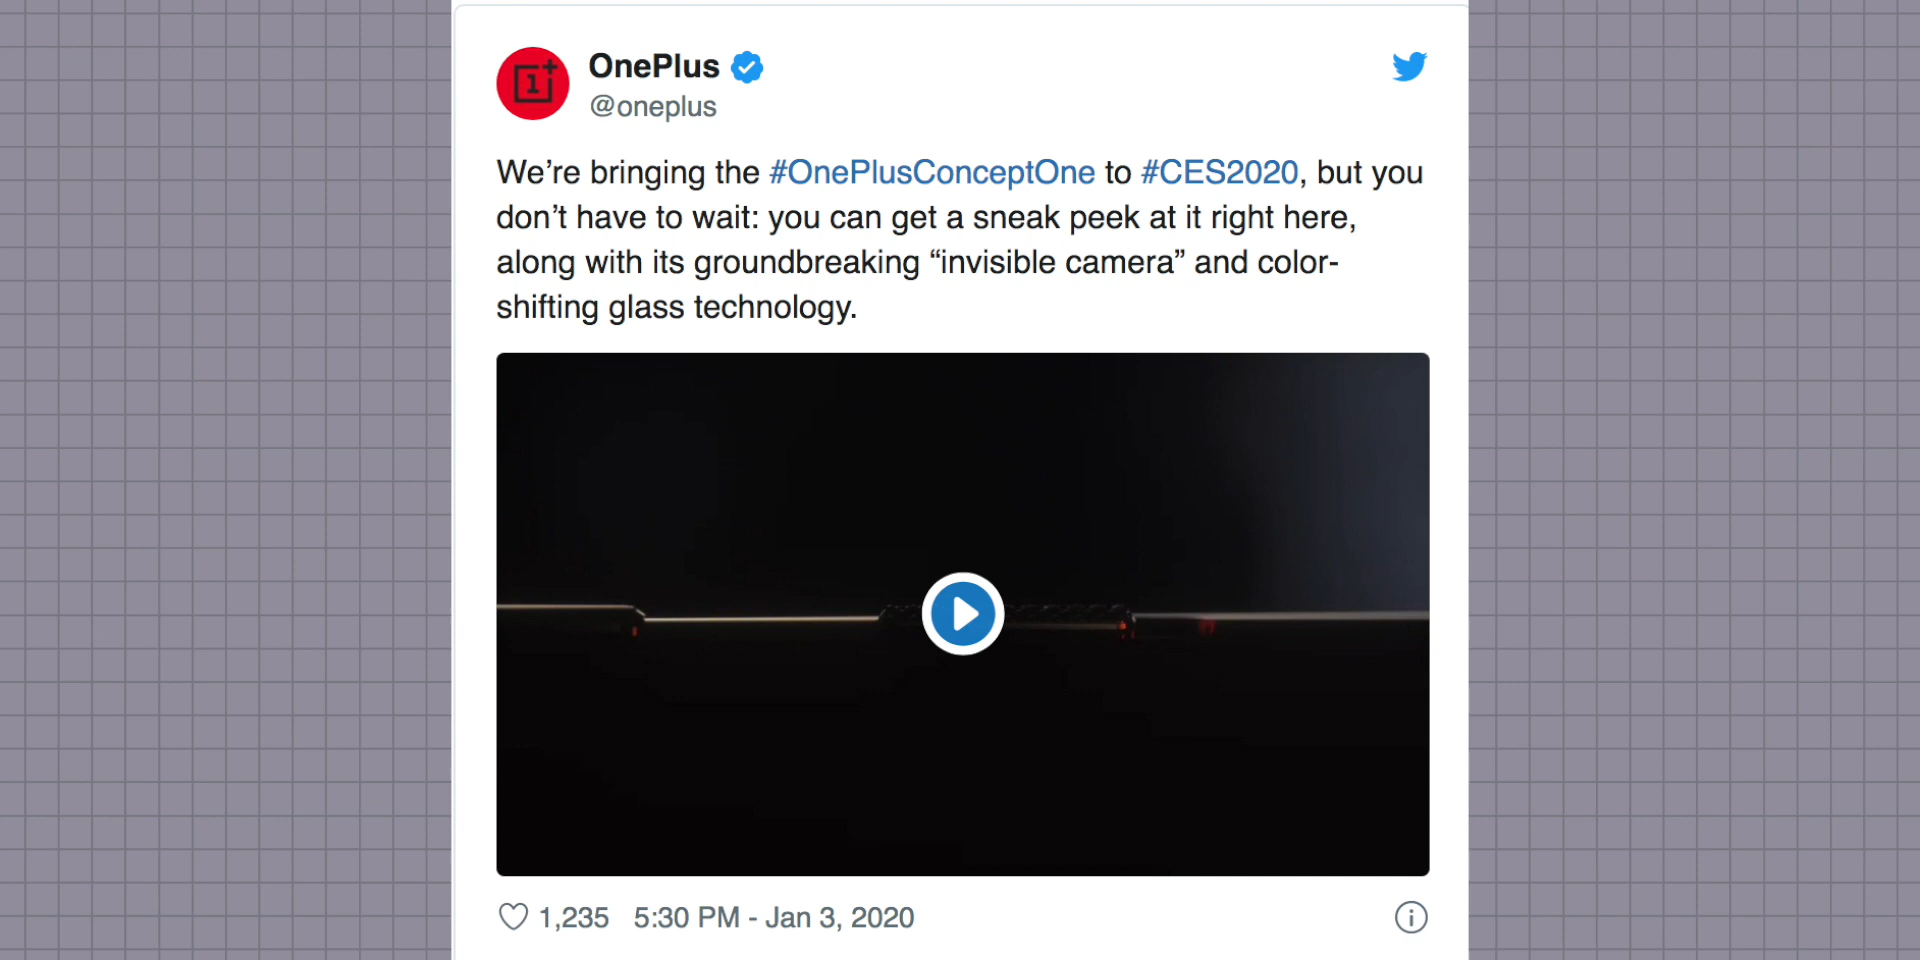 OnePlus
@oneplus
We’re bringing the #OnePlusConceptOne to #CES2020, but you
don’t have to wait: you can get a sneak peek at it right here,
along with its groundbreaking “invisible camera” and color-
shifting glass technology.
1,235 5:30 PM - Jan 3, 2020